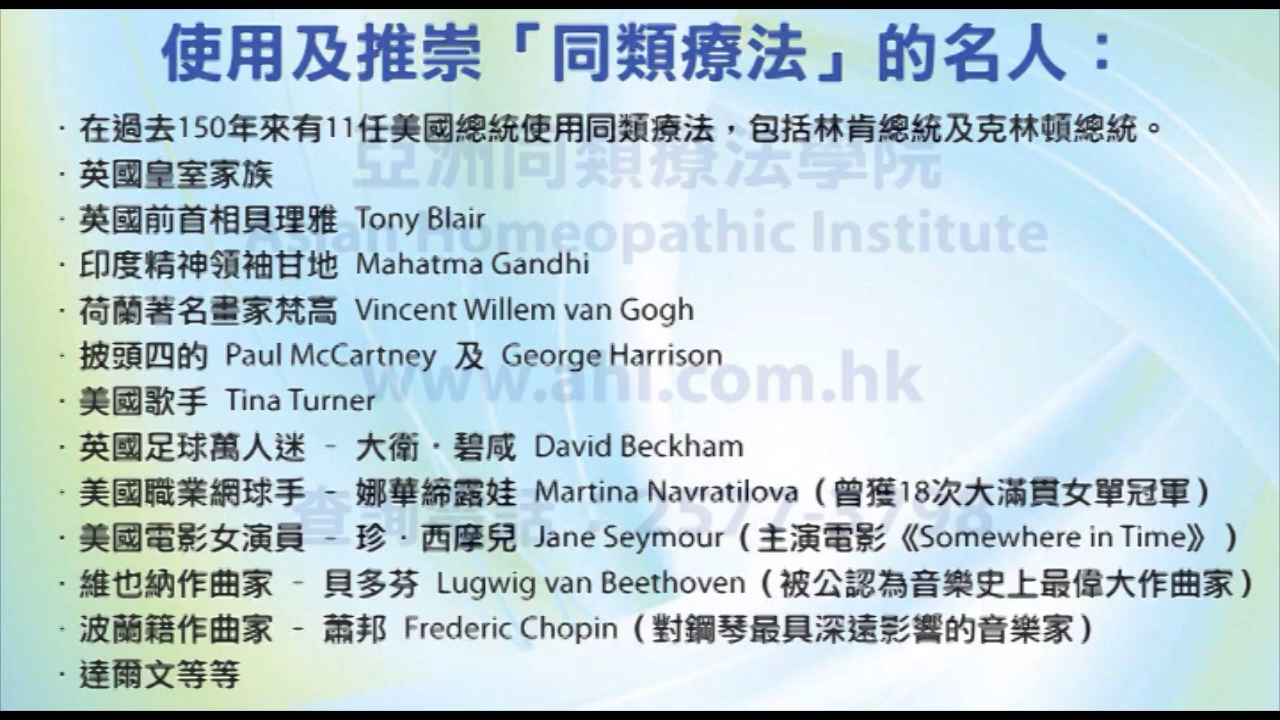 使用及推崇「同類療法」的名人：
· 在過去150年來有11任美國總統使用同類療法，包括林肯總統及克林頓總統。
亞洲同類療法學院
· 英國皇室家族
· 英國前首相貝理雅 Tony Blair
Asian Homeopathic Institute
· 印度精神領袖甘地 Mahatma Gandhi
· 荷蘭著名畫家梵高 Vincent Willem van Gogh
· 披頭四的 Paul McCartney 及 George Harrison
www.ahi.com.hk
· 美國歌手 Tina Turner
· 英國足球萬人迷 - 大衛·碧咸 David Beckham
· 美國職業網球手 - 娜華締露娃 Martina Navratilova（曾獲18次大滿貫女單冠軍）
查詢電話：2577-3798
· 美國電影女演員 - 珍·西摩兒 Jane Seymour（主演電影《Somewhere in Time》）
· 維也納作曲家 - 貝多芬 Lugwig van Beethoven（被公認為音樂史上最偉大作曲家）
· 波蘭籍作曲家 - 蕭邦 Frederic Chopin（對鋼琴最具深遠影響的音樂家）
· 達爾文等等